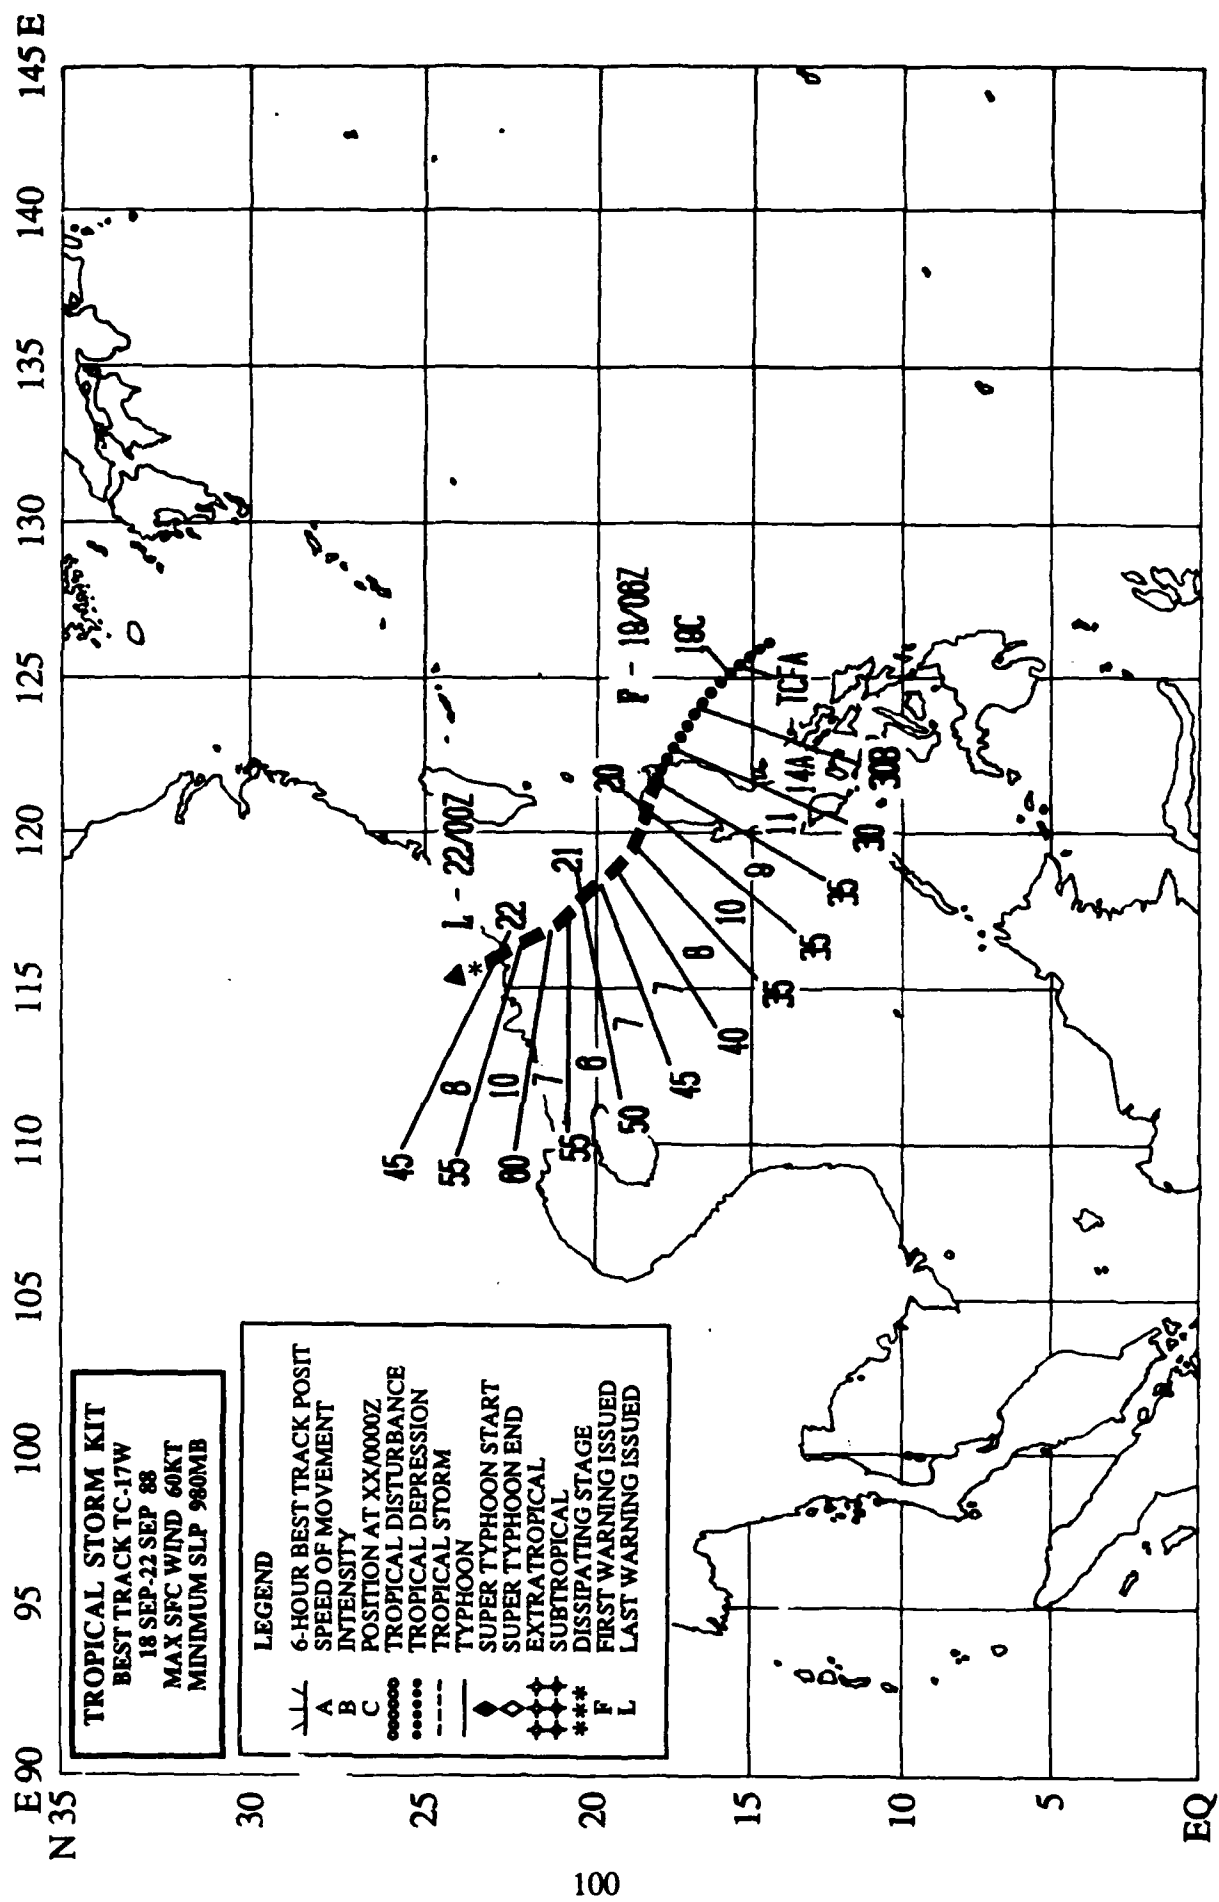 TROPICAL STORM KIT
BEST TRACK TC-17W
18 SEP-22 SEP 88
MAX SFC WIND 60KT
MINIMUM SLP 980MB
LEGEND
6-HOUR BEST TRACK POSIT
A SPEED OF MOVEMENT
B INTENSITY
C POSITION AT XX/0000Z
TROPICAL DISTURBANCE
TROPICAL DEPRESSION
TROPICAL STORM
TYPHOON
SUPER TYPHOON START
SUPER TYPHOON END
EXTRATROPICAL
SUBTROPICAL
*** DISSIPATING STAGE
F FIRST WARNING ISSUED
L LAST WARNING ISSUED
E 90 95 100 105 110 115 120 125 130 135 140 145 E
N 35
30
25
20
15
10
5
EQ
L - 22/00Z
F - 19/06Z
22
21
20
19C
TCFA
*
45
55
60
55
50
45
40
35
35
35
30
30B
8
10
7
6
7
7
8
10
9
11
14A
100